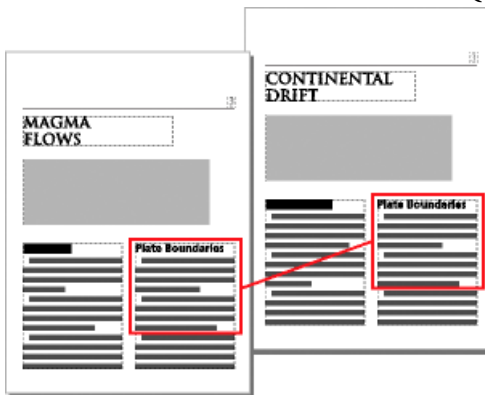 CONTINENTAL
DRIFT
Plate Boundaries
MAGMA
FLOWS
Plate Boundaries